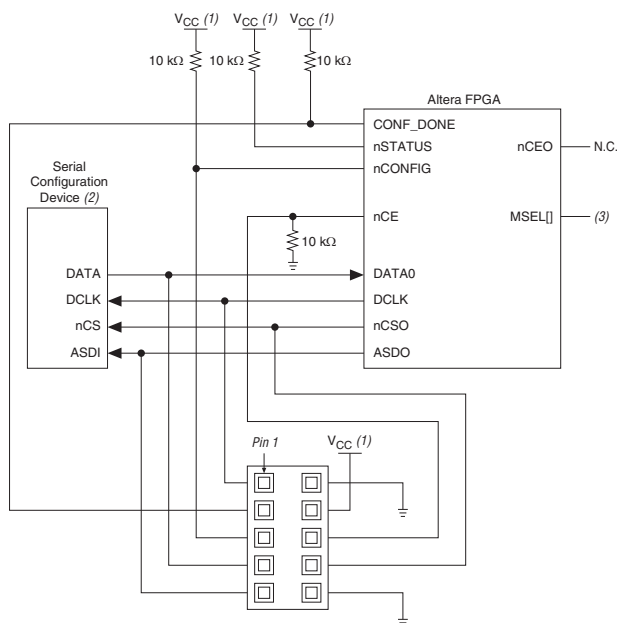 VCC (1) VCC (1) VCC (1)
10 kΩ 10 kΩ 10 kΩ
Altera FPGA
CONF_DONE
nSTATUS
nCEO
N.C.
nCONFIG
Serial
Configuration
Device (2)
nCE
MSEL[]
(3)
10 kΩ
DATA
DATA0
DCLK
DCLK
nCS
nCSO
ASDI
ASDO
Pin 1
VCC (1)